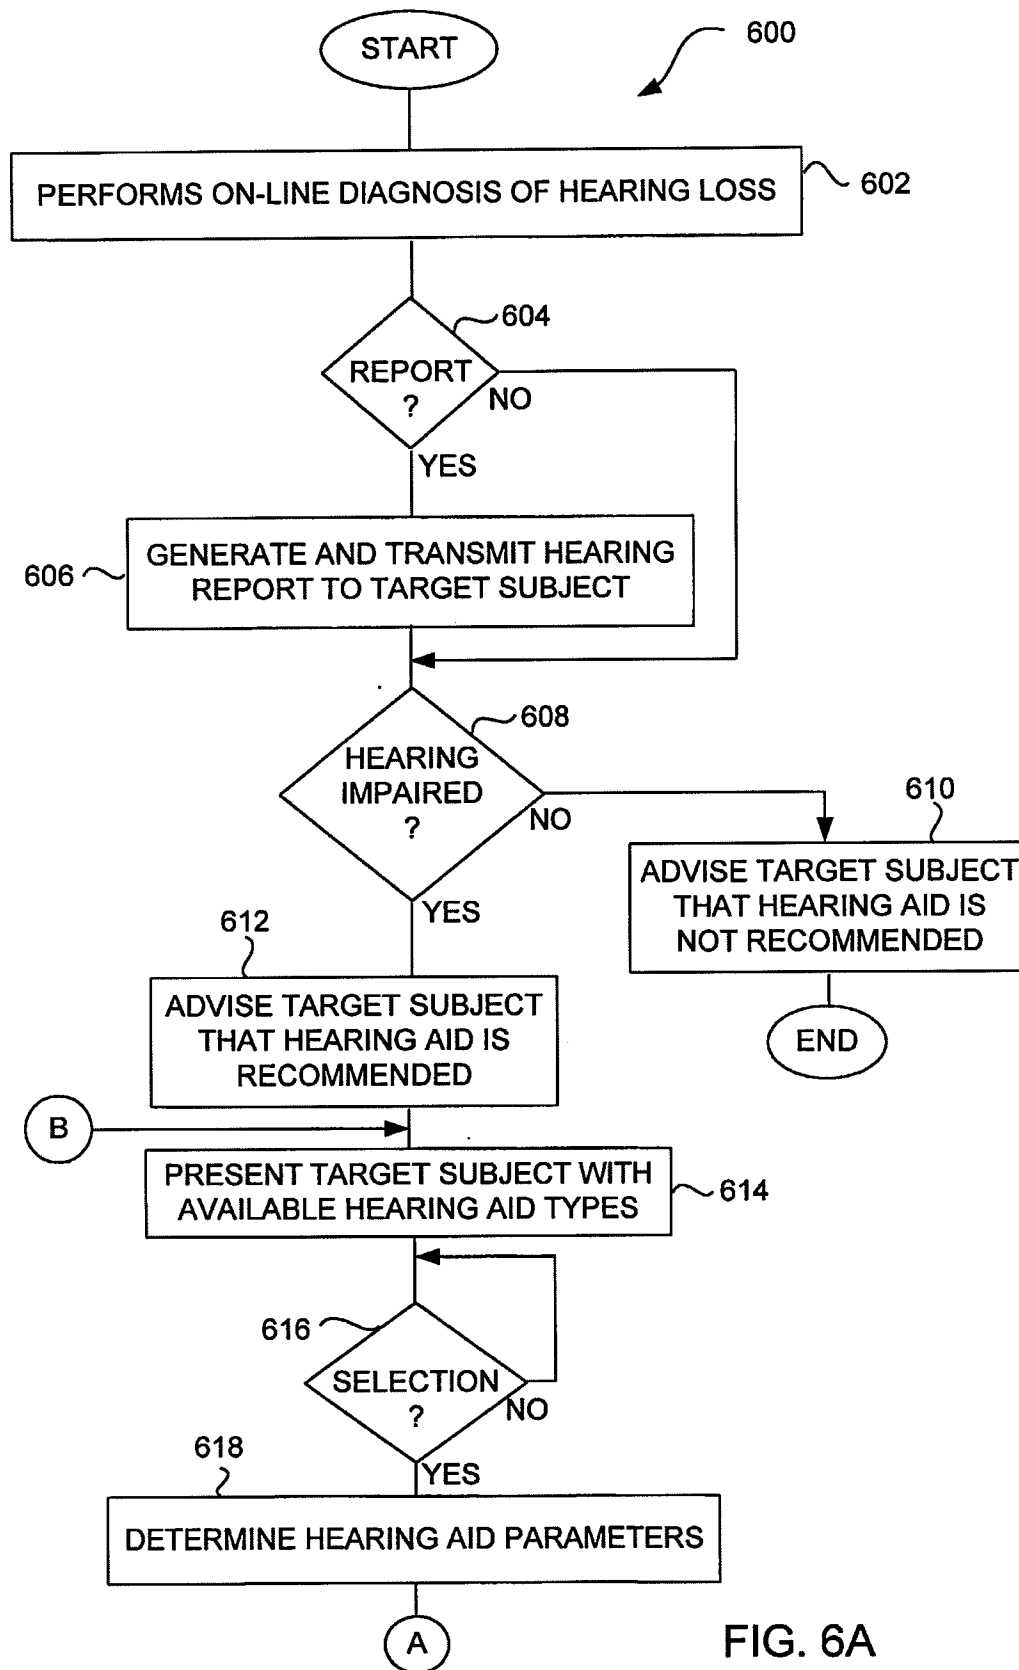 START
600
PERFORMS ON-LINE DIAGNOSIS OF HEARING LOSS
602
604
REPORT
?
NO
YES
606
GENERATE AND TRANSMIT HEARING
REPORT TO TARGET SUBJECT
608
HEARING
IMPAIRED
?
NO
YES
610
ADVISE TARGET SUBJECT
THAT HEARING AID IS
NOT RECOMMENDED
END
612
ADVISE TARGET SUBJECT
THAT HEARING AID IS
RECOMMENDED
B
PRESENT TARGET SUBJECT WITH
AVAILABLE HEARING AID TYPES
614
616
SELECTION
?
NO
YES
618
DETERMINE HEARING AID PARAMETERS
A
FIG. 6A